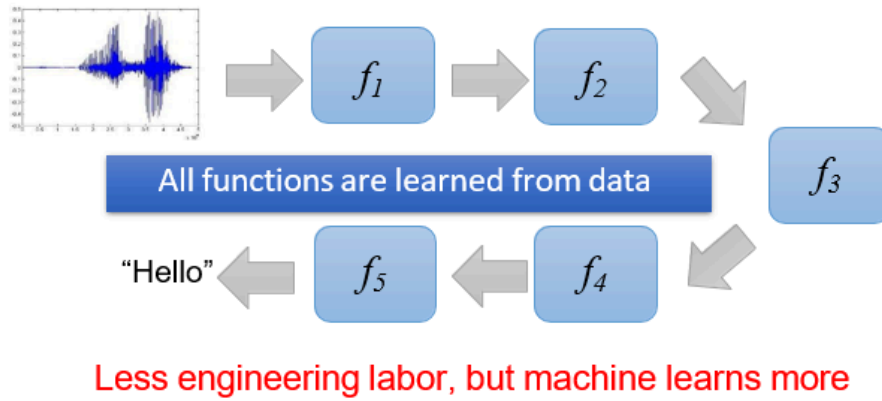 f1
f2
All functions are learned from data
f3
"Hello"
f5
f4
Less engineering labor, but machine learns more